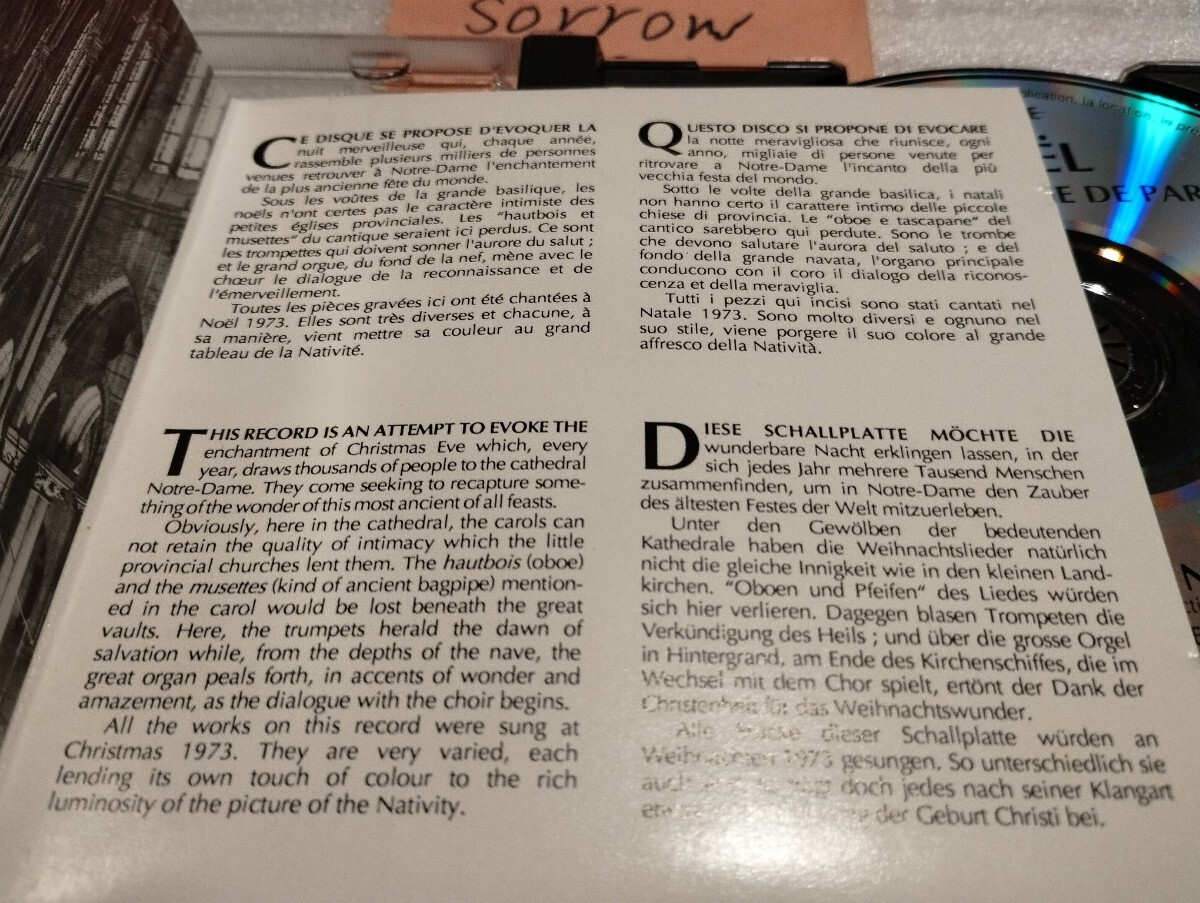 Sorrow
CE DISQUE SE PROPOSE D'EVOQUER LA
nuit merveilleuse qui, chaque année,
rassemble plusieurs milliers de personnes
venues retrouver à Notre-Dame l'enchantement
de la plus ancienne fête du monde.
Sous les voûtes de la grande basilique, les
noëls n'ont certes pas le caractère intimiste des
petites églises provinciales. Les "hautbois et
musettes" du cantique seraient ici perdus. Ce sont
les trompettes qui doivent sonner l'aurore du salut ;
et le grand orgue, du fond de la nef, mène avec le
chœur le dialogue de la reconnaissance et de
l'émerveillement.
Toutes les pièces gravées ici ont été chantées à
Noël 1973. Elles sont très diverses et chacune, à
sa manière, vient mettre sa couleur au grand
tableau de la Nativité.
QUESTO DISCO SI PROPONE DI EVOCARE
la notte meravigliosa che riunisce, ogni
anno, migliaie di persone venute per
ritrovare a Notre-Dame l'incanto della più
vecchia festa del mondo.
Sotto le volte della grande basilica, i natali
non hanno certo il carattere intimo delle piccole
chiese di provincia. Le "oboe e tascapane" del
cantico sarebbero qui perdute. Sono le trombe
che devono salutare l'aurora del saluto ; e del
fondo della grande navata, l'organo principale
conducono con il coro il dialogo della riconos-
cenza et della meraviglia.
Tutti i pezzi qui incisi sono stati cantati nel
Natale 1973. Sono molto diversi e ognuno nel
suo stile, viene porgere il suo colore al grande
affresco della Natività.
THIS RECORD IS AN ATTEMPT TO EVOKE THE
enchantment of Christmas Eve which, every
year, draws thousands of people to the cathedral
Notre-Dame. They come seeking to recapture some-
thing of the wonder of this most ancient of all feasts.
Obviously, here in the cathedral, the carols can
not retain the quality of intimacy which the little
provincial churches lent them. The hautbois (oboe)
and the musettes (kind of ancient bagpipe) mention-
ed in the carol would be lost beneath the great
vaults. Here, the trumpets herald the dawn of
salvation while, from the depths of the nave, the
great organ peals forth, in accents of wonder and
amazement, as the dialogue with the choir begins.
All the works on this record were sung at
Christmas 1973. They are very varied, each
lending its own touch of colour to the rich
luminosity of the picture of the Nativity.
DIESE SCHALLPLATTE MÖCHTE DIE
wunderbare Nacht erklingen lassen, in der
sich jedes Jahr mehrere Tausend Menschen
zusammenfinden, um in Notre-Dame den Zauber
des ältesten Festes der Welt mitzuerleben.
Unter den Gewölben der bedeutenden
Kathedrale haben die Weihnachtslieder natürlich
nicht die gleiche Innigkeit wie in den kleinen Land-
kirchen. "Oboen und Pfeifen" des Liedes würden
sich hier verlieren. Dagegen blasen Trompeten die
Verkündigung des Heils ; und über die grosse Orgel
in Hintergrand, am Ende des Kirchenschiffes, die im
Wechsel mit dem Chor spielt, ertönt der Dank der
Christenheit für das Weihnachtswunder.
Alle Stücke dieser Schallplatte würden an
Weihnachten 1973 gesungen. So unterschiedlich sie
auch doch jedes nach seiner Klangart
der Geburt Christi bei.
la location, le
DE PAR